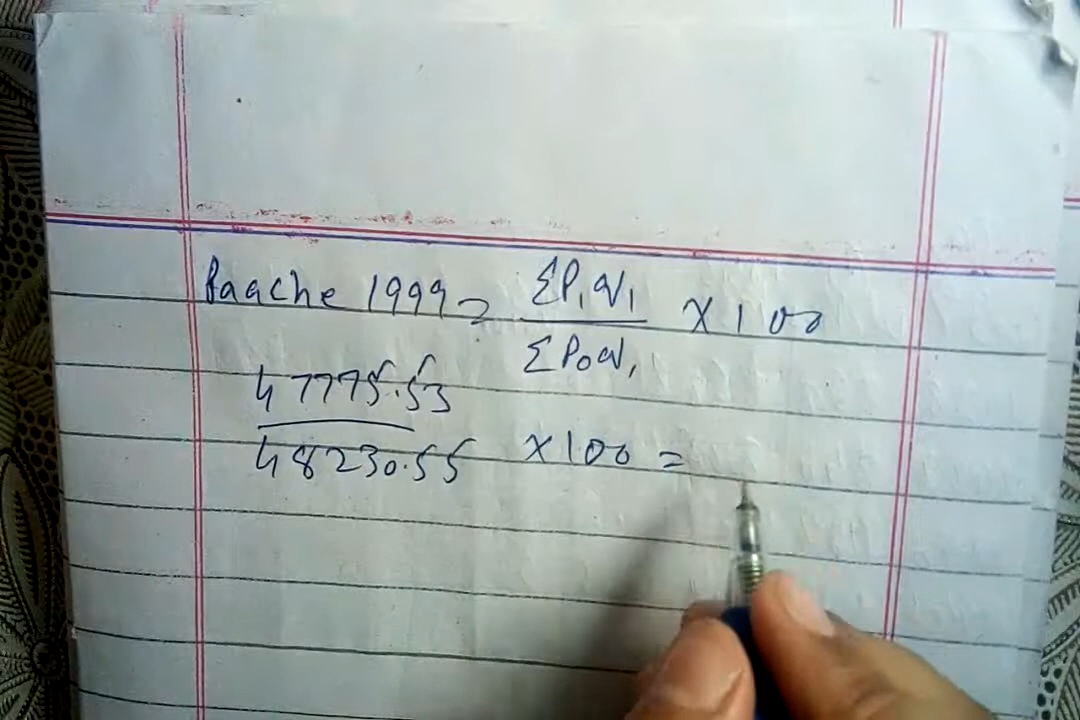 Paache 1999 = ΣP₁q₁ / ΣP₀q₁ × 100
47775.53 / 48230.55 × 100 =